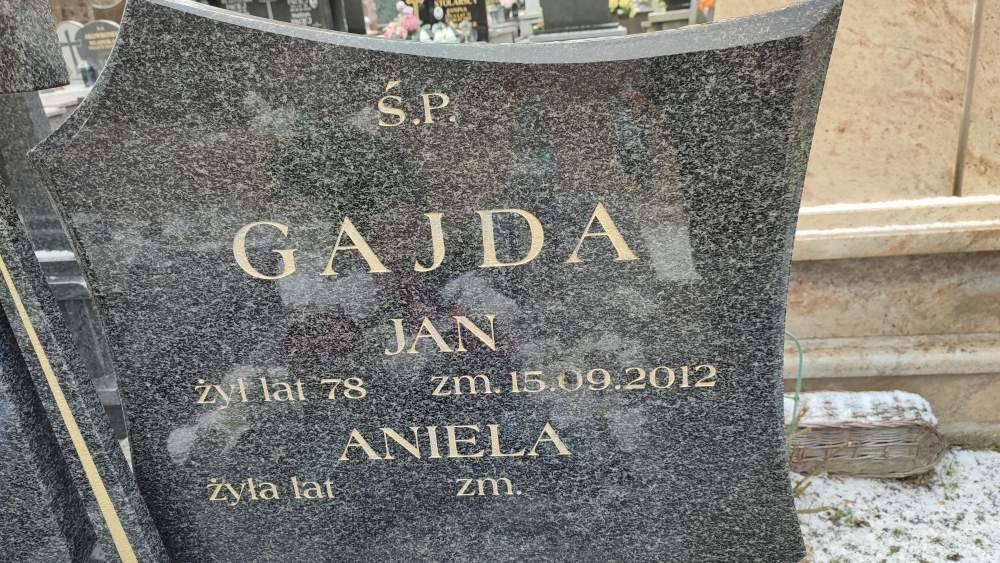 Ś.P.
GAJDA
JAN
żył lat 78 zm. 15.09.2012
ANIELA
żyła lat zm.